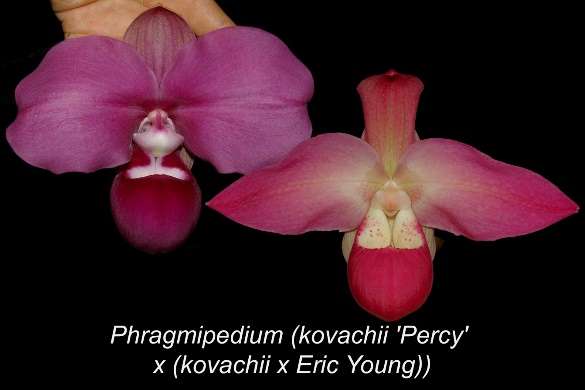 Phragmipedium (kovachii 'Percy'
x (kovachii x Eric Young))